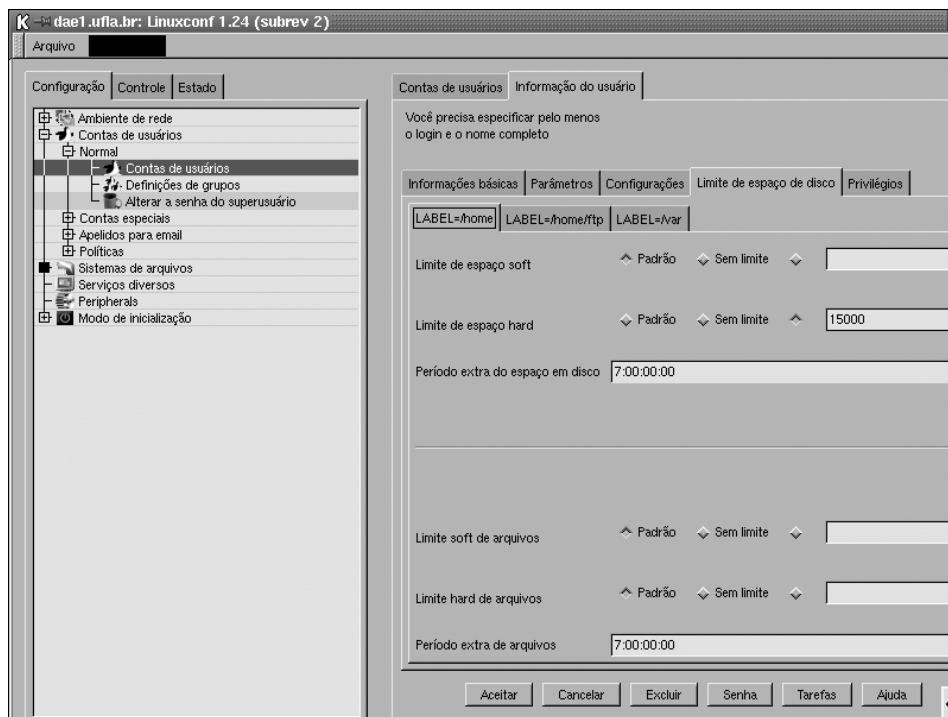 dae1.ufla.br: Linuxconf 1.24 (subrev 2)
Arquivo
Configuração Controle Estado
Ambiente de rede
Contas de usuários
Normal
Contas de usuários
Definições de grupos
Alterar a senha do superusuário
Contas especiais
Apelidos para email
Políticas
Sistemas de arquivos
Serviços diversos
Peripherals
Modo de inicialização
Contas de usuários Informação do usuário
Você precisa especificar pelo menos
o login e o nome completo
Informações básicas Parâmetros Configurações Limite de espaço de disco Privilégios
LABEL=/home LABEL=/home/ftp LABEL=/var
Limite de espaço soft Padrão Sem limite
Limite de espaço hard Padrão Sem limite 15000
Período extra do espaço em disco 7:00:00:00
Limite soft de arquivos Padrão Sem limite
Limite hard de arquivos Padrão Sem limite
Período extra de arquivos 7:00:00:00
Aceitar Cancelar Excluir Senha Tarefas Ajuda